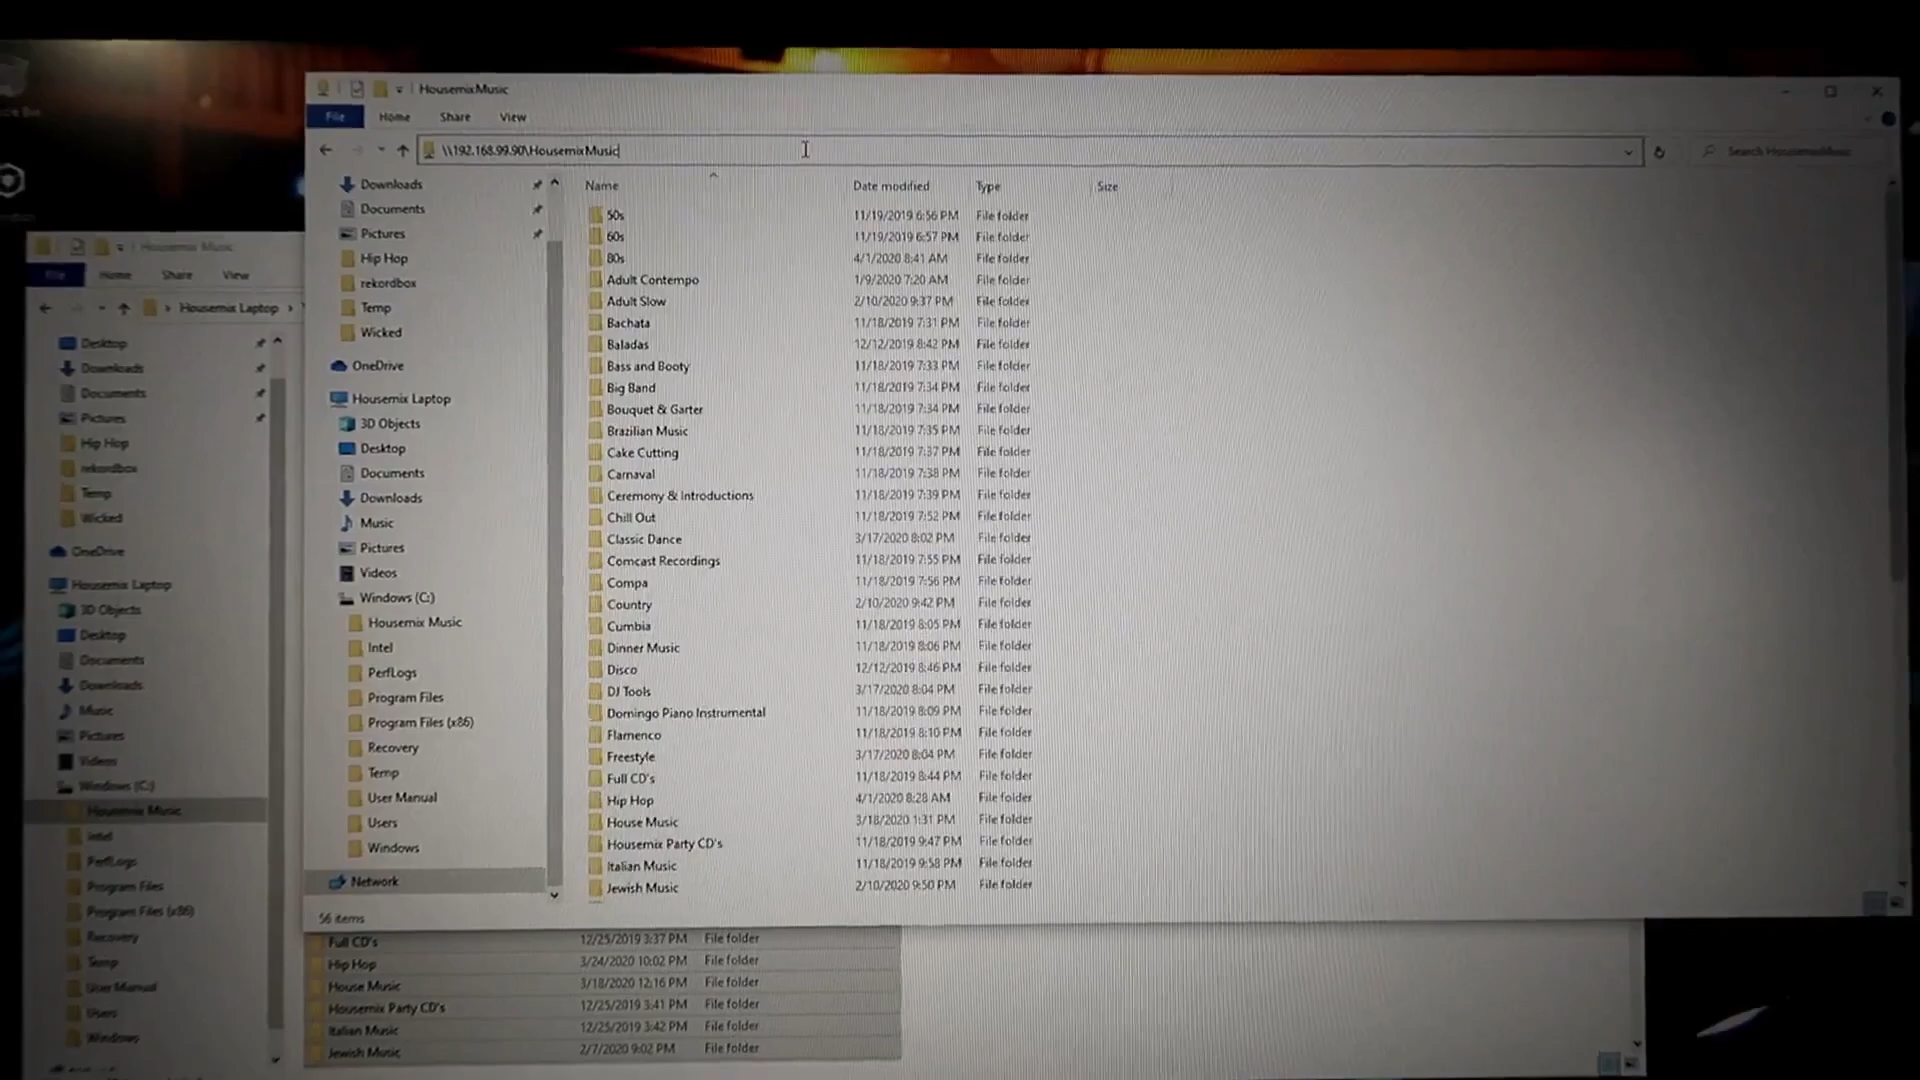 HousemixMusic
File Home Share View
\\192.168.99.90\HousemixMusic
Search HousemixMusic
Downloads
Documents
Pictures
Hip Hop
rekordbox
Temp
Wicked
OneDrive
Housemix Laptop
3D Objects
Desktop
Documents
Downloads
Music
Pictures
Videos
Windows (C:)
Housemix Music
Intel
PerfLogs
Program Files
Program Files (x86)
Recovery
Temp
User Manual
Users
Windows
Network
Name Date modified Type Size
50s 11/19/2019 6:56 PM File folder
60s 11/19/2019 6:57 PM File folder
80s 4/1/2020 8:41 AM File folder
Adult Contempo 1/9/2020 7:20 AM File folder
Adult Slow 2/10/2020 9:37 PM File folder
Bachata 11/18/2019 7:31 PM File folder
Baladas 12/12/2019 8:42 PM File folder
Bass and Booty 11/18/2019 7:33 PM File folder
Big Band 11/18/2019 7:34 PM File folder
Bouquet & Garter 11/18/2019 7:34 PM File folder
Brazilian Music 11/18/2019 7:35 PM File folder
Cake Cutting 11/18/2019 7:37 PM File folder
Carnaval 11/18/2019 7:38 PM File folder
Ceremony & Introductions 11/18/2019 7:39 PM File folder
Chill Out 11/18/2019 7:52 PM File folder
Classic Dance 3/17/2020 8:02 PM File folder
Comcast Recordings 11/18/2019 7:55 PM File folder
Compa 11/18/2019 7:56 PM File folder
Country 2/10/2020 9:42 PM File folder
Cumbia 11/18/2019 8:05 PM File folder
Dinner Music 11/18/2019 8:06 PM File folder
Disco 12/12/2019 8:46 PM File folder
DJ Tools 3/17/2020 8:04 PM File folder
Domingo Piano Instrumental 11/18/2019 8:09 PM File folder
Flamenco 11/18/2019 8:10 PM File folder
Freestyle 3/17/2020 8:04 PM File folder
Full CD's 11/18/2019 8:44 PM File folder
Hip Hop 4/1/2020 8:28 AM File folder
House Music 3/18/2020 1:31 PM File folder
Housemix Party CD's 11/18/2019 9:47 PM File folder
Italian Music 11/18/2019 9:58 PM File folder
Jewish Music 2/10/2020 9:50 PM File folder
56 items
Housemix Music
File Home Share View
Housemix Laptop
Desktop
Downloads
Documents
Pictures
Hip Hop
rekordbox
Temp
Wicked
OneDrive
Housemix Laptop
3D Objects
Desktop
Documents
Downloads
Music
Pictures
Videos
Windows (C:)
Housemix Music
Intel
PerfLogs
Program Files
Program Files (x86)
Recovery
Temp
User Manual
Users
Windows
Full CD's 12/25/2019 3:37 PM File folder
Hip Hop 3/24/2020 10:02 PM File folder
House Music 3/18/2020 12:16 PM File folder
Housemix Party CD's 12/25/2019 3:41 PM File folder
Italian Music 12/25/2019 3:42 PM File folder
Jewish Music 2/7/2020 9:02 PM File folder